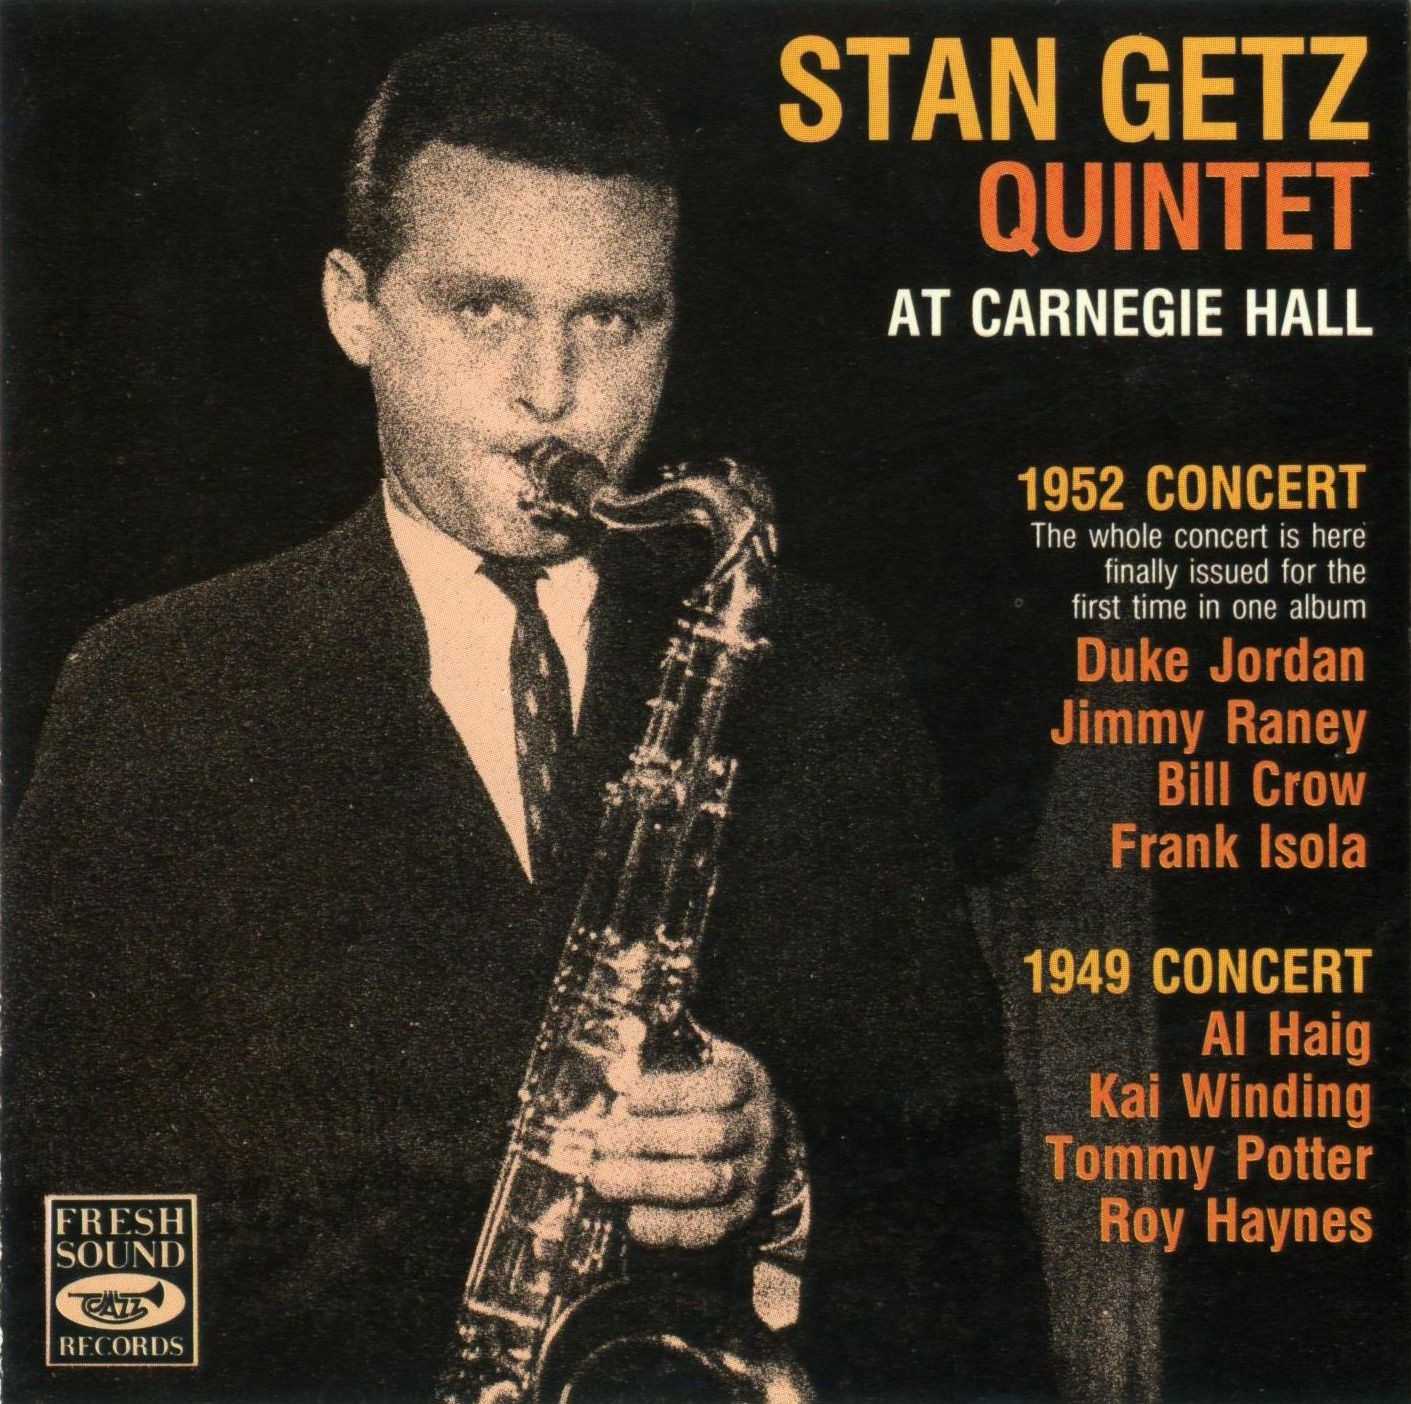 STAN GETZ
QUINTET
AT CARNEGIE HALL
1952 CONCERT
The whole concert is here
finally issued for the
first time in one album
Duke Jordan
Jimmy Raney
Bill Crow
Frank Isola
1949 CONCERT
Al Haig
Kai Winding
Tommy Potter
Roy Haynes
FRESH
SOUND
JAZZ
RECORDS